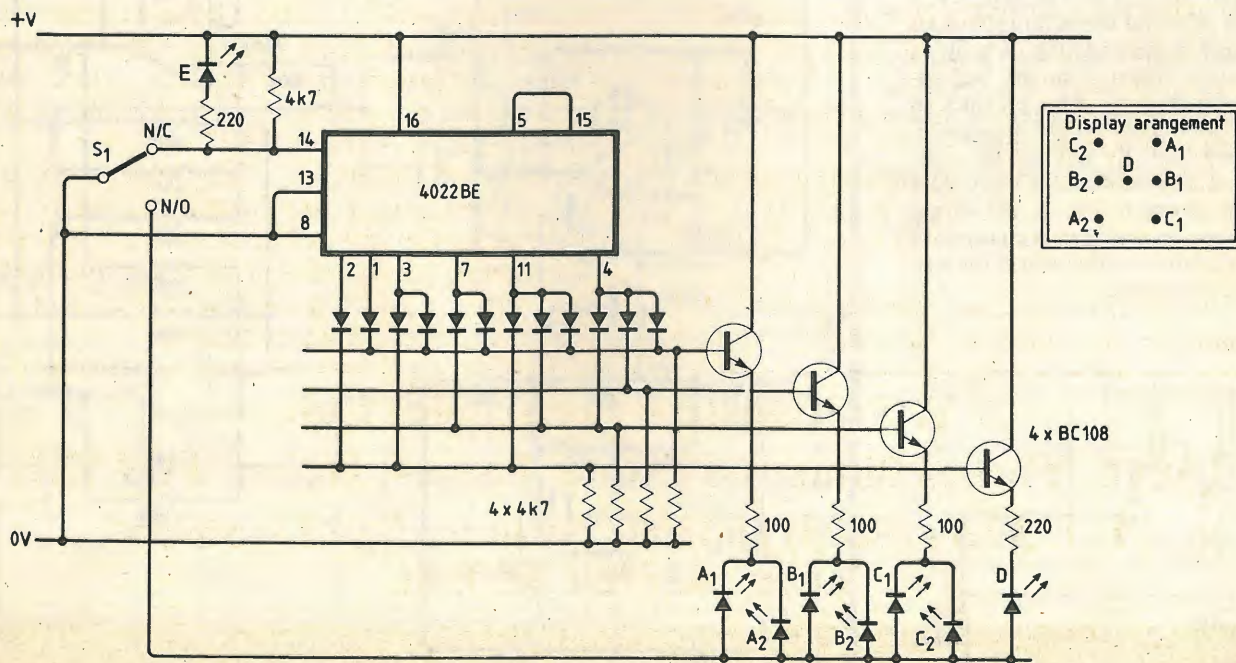 +V
E
220
4k7
N/C
S1
N/O
14
13
8
16
5
15
4022BE
2
1
3
7
11
4
Display arangement
C2
A1
D
B2
B1
A2
C1
4 x BC108
4 x 4k7
0V
100
100
100
220
A1
A2
B1
B2
C1
C2
D